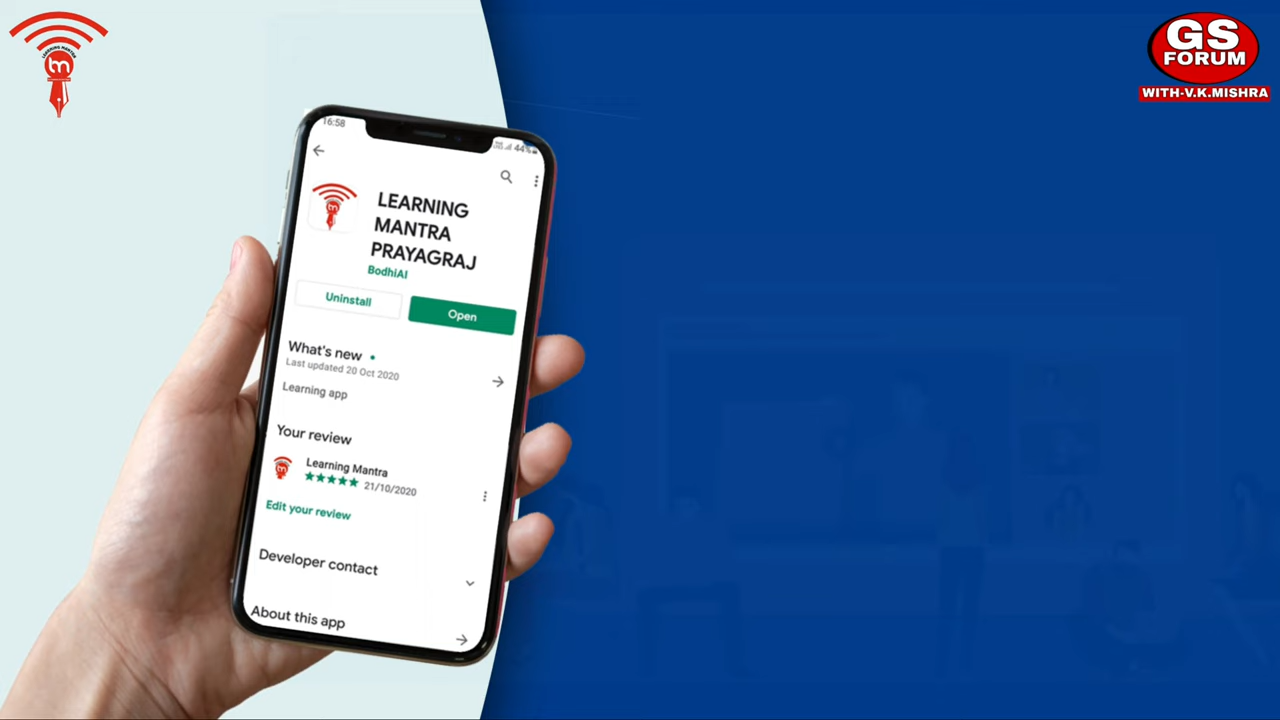 LEARNING MANTRA
lm
GS
FORUM
WITH-V.K.MISHRA
16:58
44%
LEARNING
MANTRA
PRAYAGRAJ
BodhiAI
Uninstall
Open
What's new
Last updated 20 Oct 2020
Learning app
Your review
Learning Mantra
21/10/2020
Edit your review
Developer contact
About this app